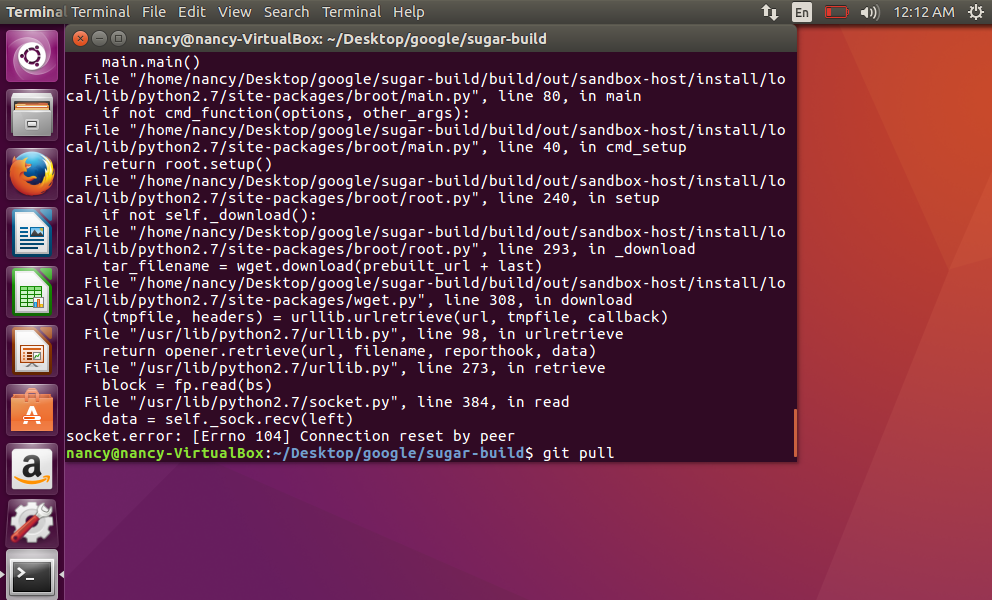 Terminal Terminal File Edit View Search Terminal Help En 12:12 AM
nancy@nancy-VirtualBox: ~/Desktop/google/sugar-build
main.main()
File "/home/nancy/Desktop/google/sugar-build/build/out/sandbox-host/install/lo
cal/lib/python2.7/site-packages/broot/main.py", line 80, in main
if not cmd_function(options, other_args):
File "/home/nancy/Desktop/google/sugar-build/build/out/sandbox-host/install/lo
cal/lib/python2.7/site-packages/broot/main.py", line 40, in cmd_setup
return root.setup()
File "/home/nancy/Desktop/google/sugar-build/build/out/sandbox-host/install/lo
cal/lib/python2.7/site-packages/broot/root.py", line 240, in setup
if not self._download():
File "/home/nancy/Desktop/google/sugar-build/build/out/sandbox-host/install/lo
cal/lib/python2.7/site-packages/broot/root.py", line 293, in _download
tar_filename = wget.download(prebuilt_url + last)
File "/home/nancy/Desktop/google/sugar-build/build/out/sandbox-host/install/lo
cal/lib/python2.7/site-packages/wget.py", line 308, in download
(tmpfile, headers) = urllib.urlretrieve(url, tmpfile, callback)
File "/usr/lib/python2.7/urllib.py", line 98, in urlretrieve
return opener.retrieve(url, filename, reporthook, data)
File "/usr/lib/python2.7/urllib.py", line 273, in retrieve
block = fp.read(bs)
File "/usr/lib/python2.7/socket.py", line 384, in read
data = self._sock.recv(left)
socket.error: [Errno 104] Connection reset by peer
nancy@nancy-VirtualBox:~/Desktop/google/sugar-build$ git pull